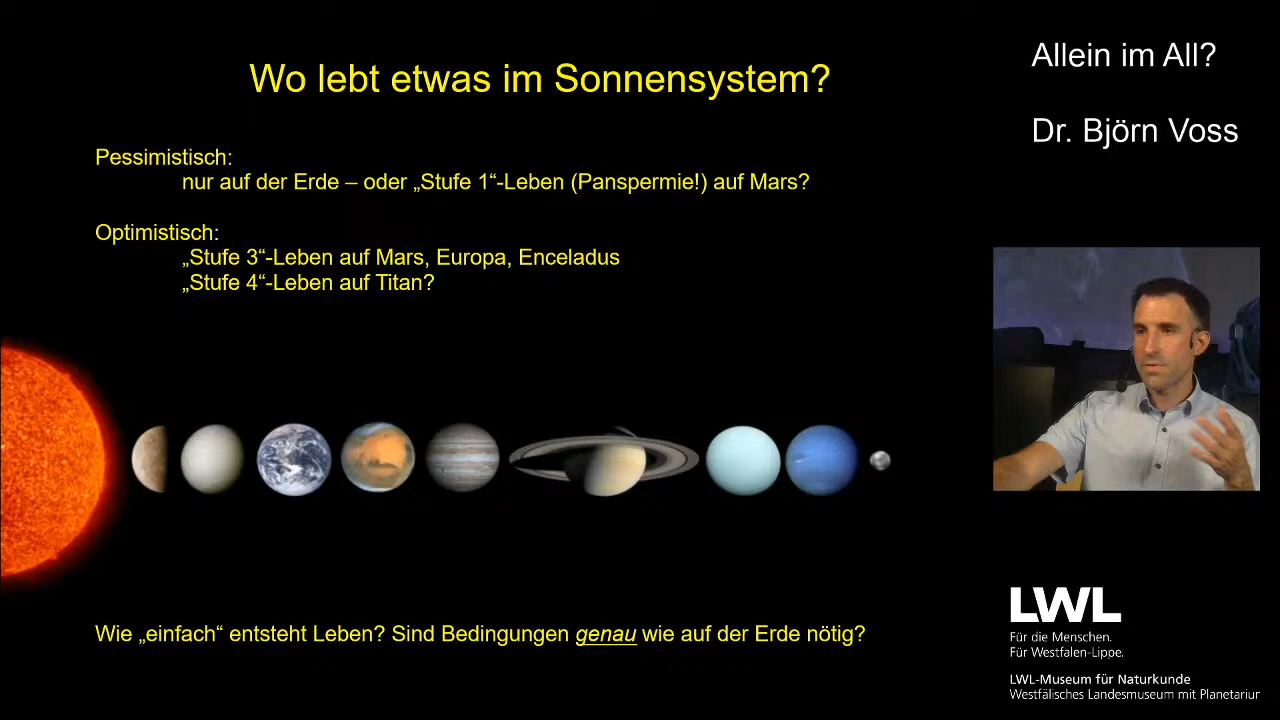 Wo lebt etwas im Sonnensystem?
Pessimistisch:
nur auf der Erde – oder „Stufe 1“-Leben (Panspermie!) auf Mars?
Optimistisch:
„Stufe 3“-Leben auf Mars, Europa, Enceladus
„Stufe 4“-Leben auf Titan?
Wie „einfach“ entsteht Leben? Sind Bedingungen genau wie auf der Erde nötig?
Allein im All?
Dr. Björn Voss
LWL
Für die Menschen.
Für Westfalen-Lippe.
LWL-Museum für Naturkunde
Westfälisches Landesmuseum mit Planetarium